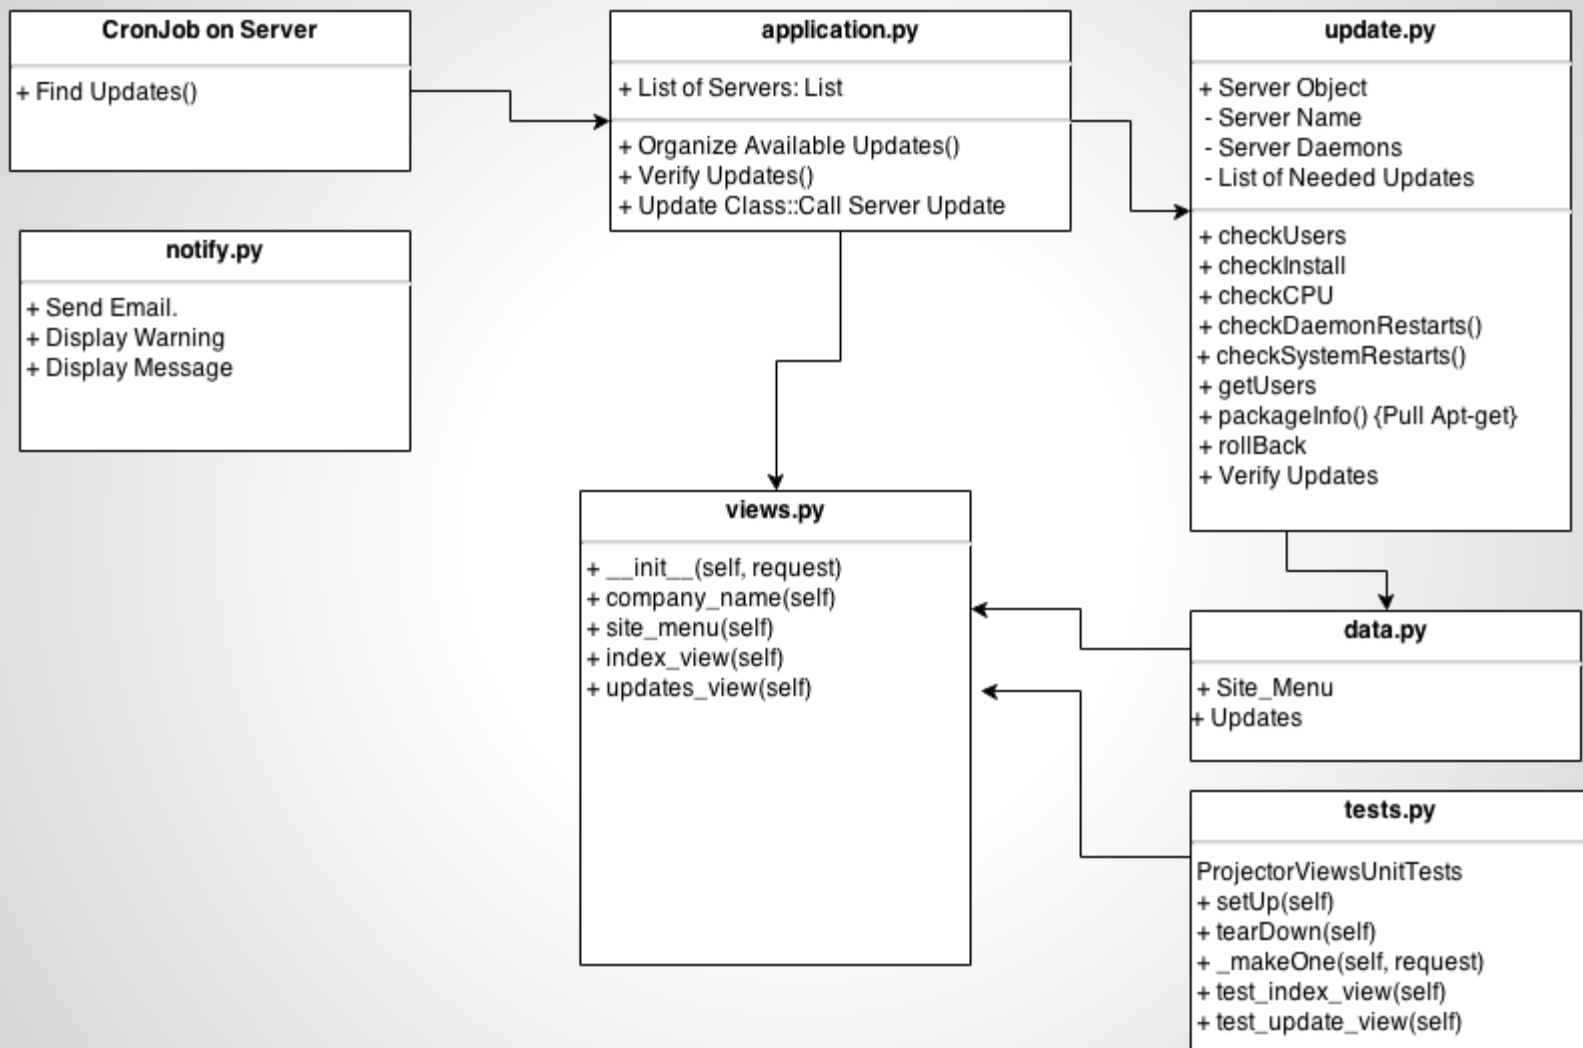 CronJob on Server
+ Find Updates()
application.py
+ List of Servers: List
+ Organize Available Updates()
+ Verify Updates()
+ Update Class::Call Server Update
update.py
+ Server Object
- Server Name
- Server Daemons
- List of Needed Updates
+ checkUsers
+ checkInstall
+ checkCPU
+ checkDaemonRestarts()
+ checkSystemRestarts()
+ getUsers
+ packageInfo() {Pull Apt-get}
+ rollBack
+ Verify Updates
notify.py
+ Send Email.
+ Display Warning
+ Display Message
views.py
+ __init__(self, request)
+ company_name(self)
+ site_menu(self)
+ index_view(self)
+ updates_view(self)
data.py
+ Site_Menu
+ Updates
tests.py
ProjectorViewsUnitTests
+ setUp(self)
+ tearDown(self)
+ _makeOne(self, request)
+ test_index_view(self)
+ test_update_view(self)